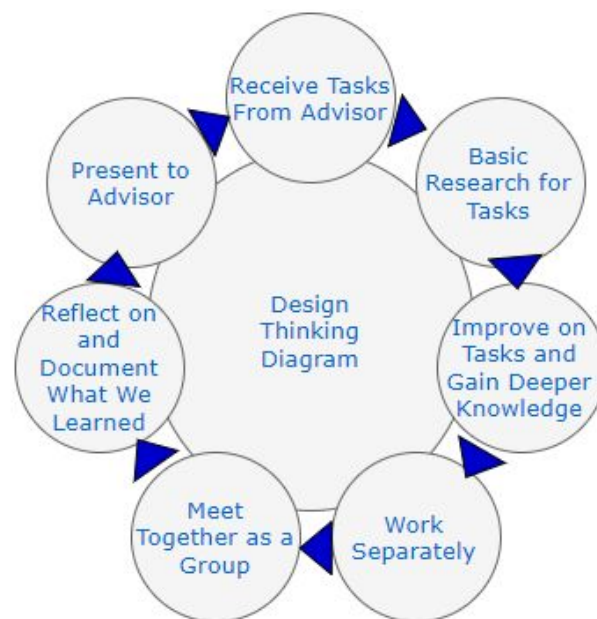 Receive Tasks
From Advisor
Basic
Research for
Tasks
Improve on
Tasks and
Gain Deeper
Knowledge
Work
Separately
Meet
Together as a
Group
Reflect on
and
Document
What We
Learned
Present to
Advisor
Design
Thinking
Diagram